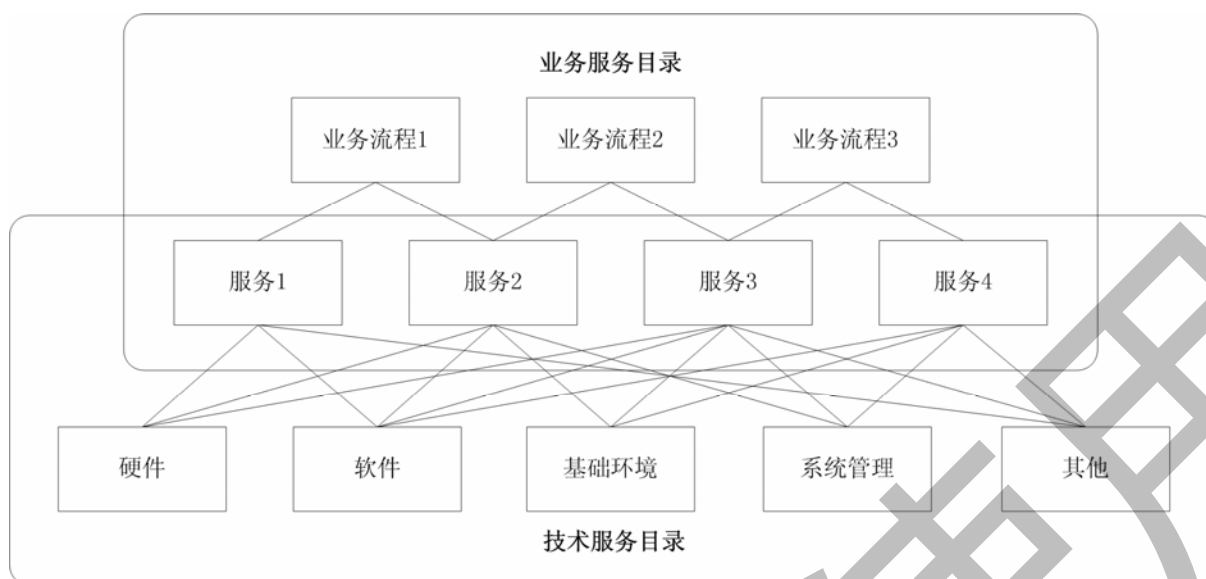 业务服务目录
业务流程1 业务流程2 业务流程3
服务1 服务2 服务3 服务4
硬件 软件 基础环境 系统管理 其他
技术服务目录